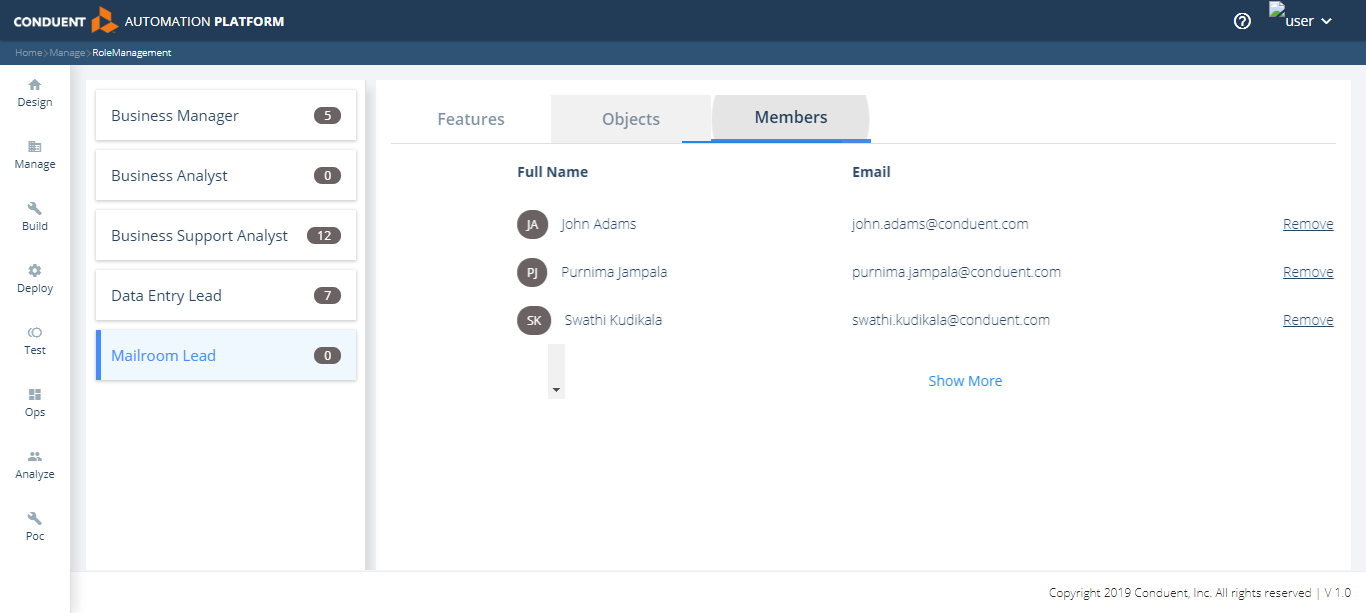 CONDUENT AUTOMATION PLATFORM
user
Home>Manage>RoleManagement
Design
Manage
Build
Deploy
Test
Ops
Analyze
Poc
Business Manager 5
Business Analyst 0
Business Support Analyst 12
Data Entry Lead 7
Mailroom Lead 0
Features Objects Members
Full Name Email
JA John Adams john.adams@conduent.com Remove
PJ Purnima Jampala purnima.jampala@conduent.com Remove
SK Swathi Kudikala swathi.kudikala@conduent.com Remove
Show More
Copyright 2019 Conduent, Inc. All rights reserved | V 1.0